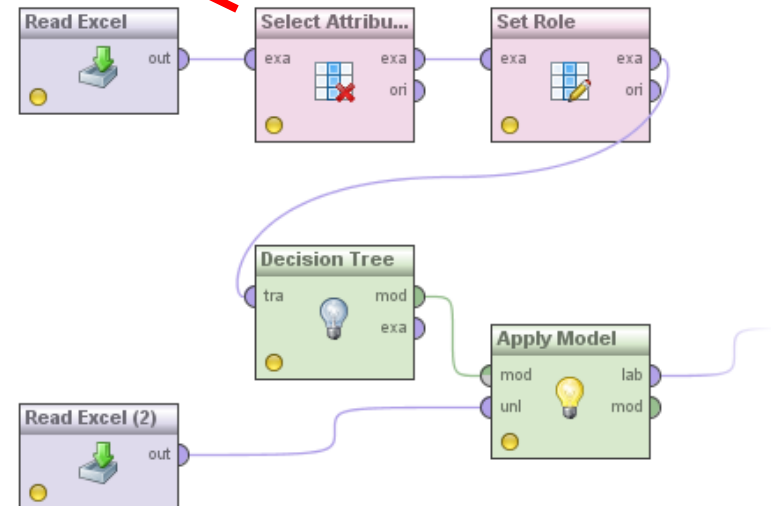 Read Excel
out
Select Attribu...
exa
exa
ori
Set Role
exa
exa
ori
Decision Tree
tra
mod
exa
Apply Model
mod
lab
unl
mod
Read Excel (2)
out